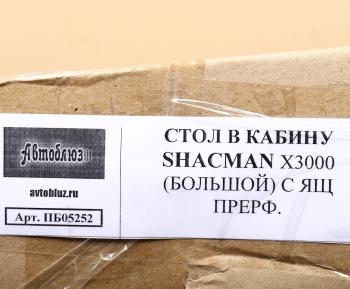 Автоблюз
avtobluz.ru
Арт. ПБ05252
СТОЛ В КАБИНУ
SHACMAN X3000
(БОЛЬШОЙ) С ЯЩ
ПРЕРФ.